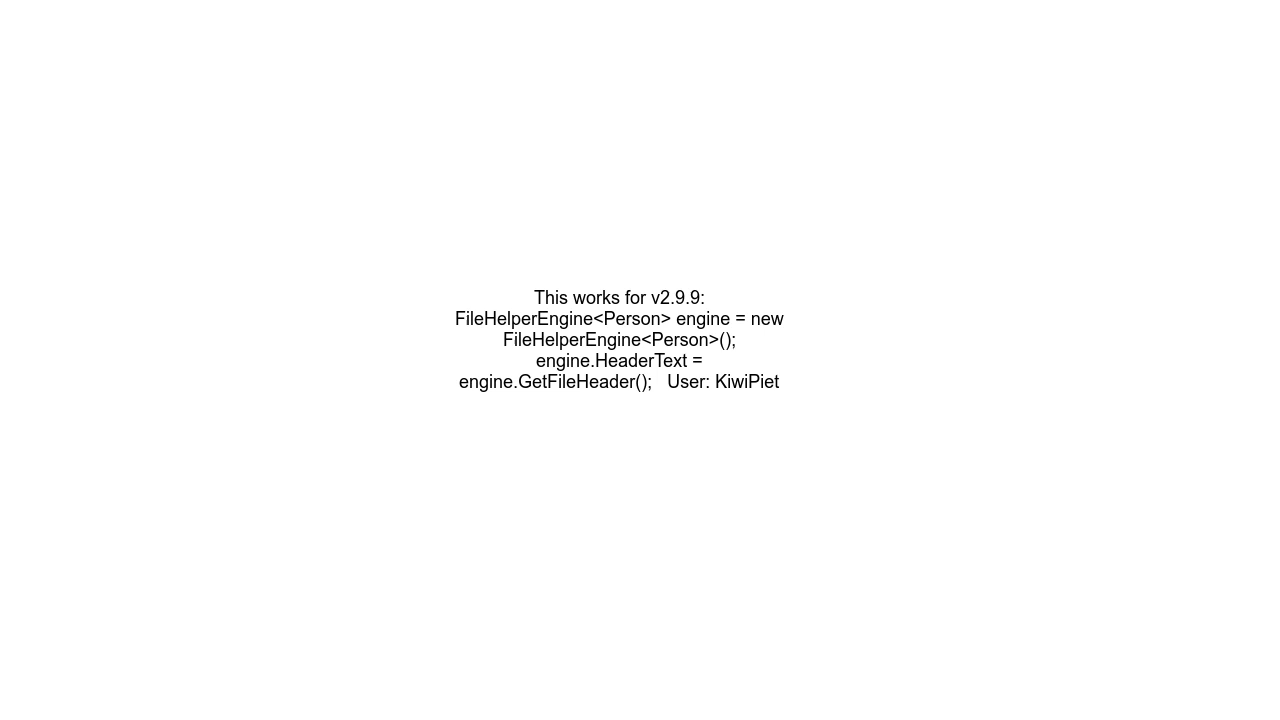 This works for v2.9.9:
FileHelperEngine<Person> engine = new
FileHelperEngine<Person>();
engine.HeaderText =
engine.GetFileHeader();   User: KiwiPiet